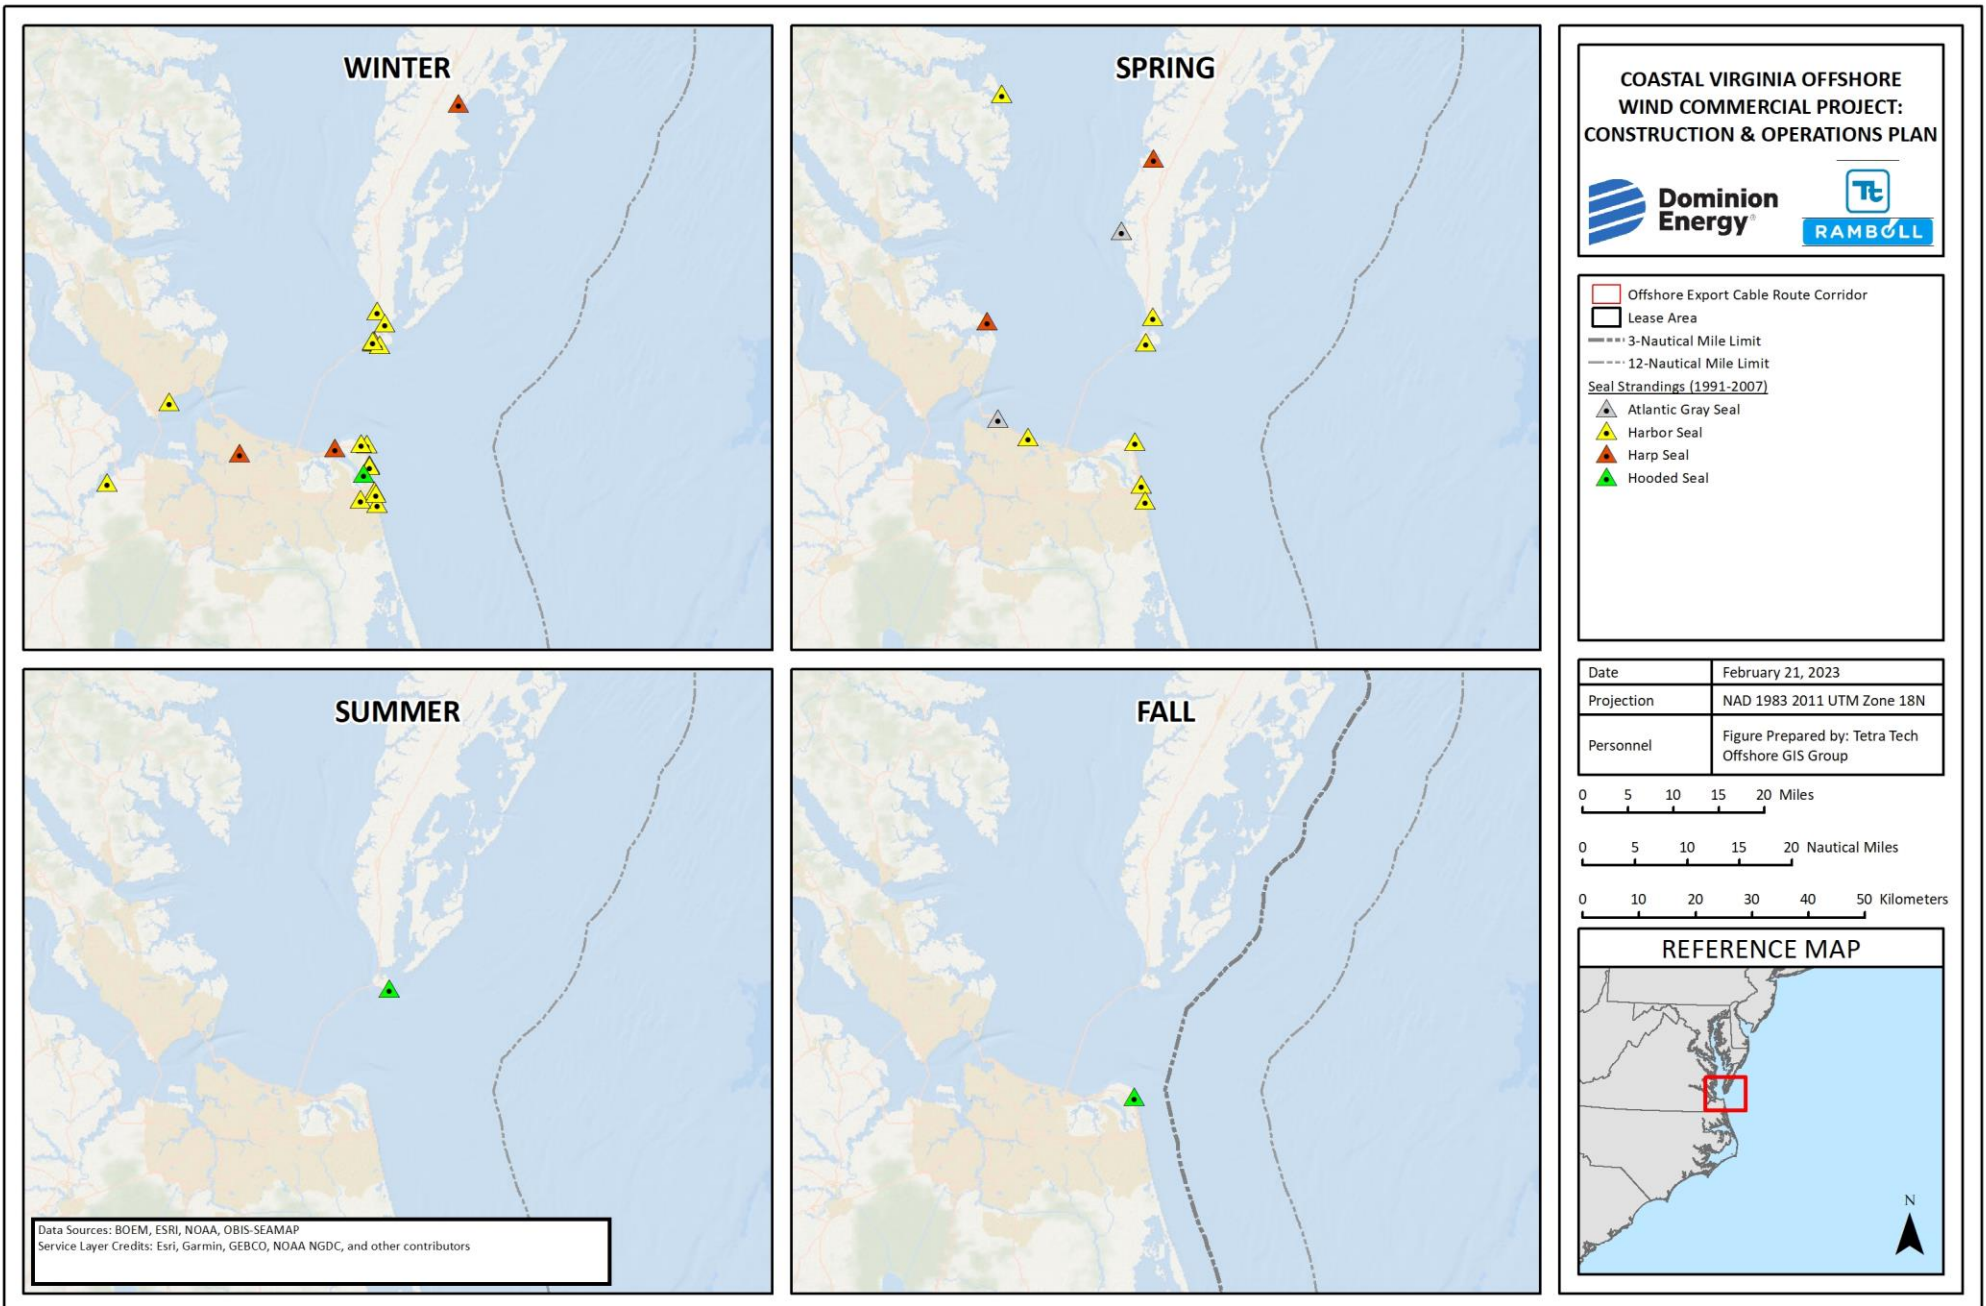 WINTER
SPRING
SUMMER
FALL
Data Sources: BOEM, ESRI, NOAA, OBIS-SEAMAP
Service Layer Credits: Esri, Garmin, GEBCO, NOAA NGDC, and other contributors
COASTAL VIRGINIA OFFSHORE
WIND COMMERCIAL PROJECT:
CONSTRUCTION & OPERATIONS PLAN
Dominion
Energy®
Tt
RAMBOLL
Offshore Export Cable Route Corridor
Lease Area
3-Nautical Mile Limit
12-Nautical Mile Limit
Seal Strandings (1991-2007)
Atlantic Gray Seal
Harbor Seal
Harp Seal
Hooded Seal
Date February 21, 2023
Projection NAD 1983 2011 UTM Zone 18N
Personnel Figure Prepared by: Tetra Tech
Offshore GIS Group
0 5 10 15 20 Miles
0 5 10 15 20 Nautical Miles
0 10 20 30 40 50 Kilometers
REFERENCE MAP
N